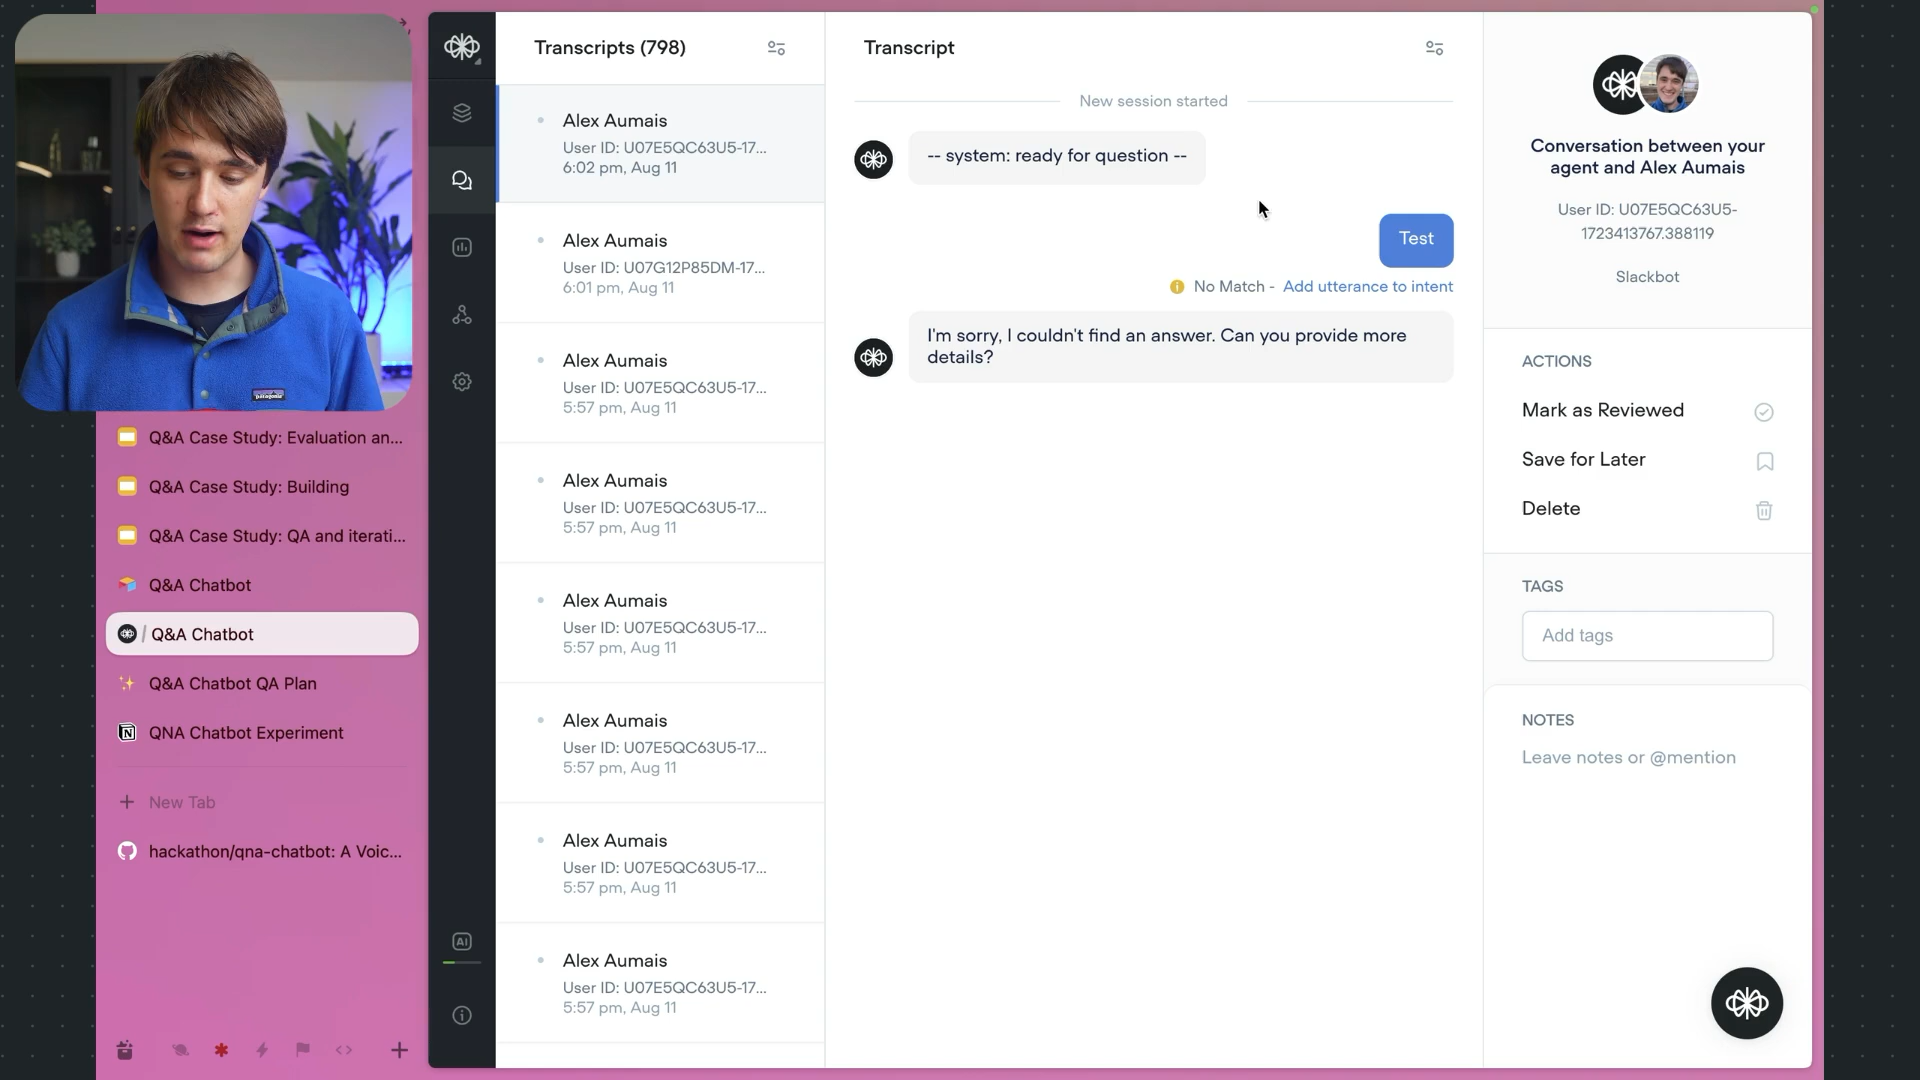 Transcripts (798)
Alex Aumais
User ID: U07E5QC63U5-17...
6:02 pm, Aug 11
Alex Aumais
User ID: U07G12P85DM-17...
6:01 pm, Aug 11
Alex Aumais
User ID: U07E5QC63U5-17...
5:57 pm, Aug 11
Alex Aumais
User ID: U07E5QC63U5-17...
5:57 pm, Aug 11
Alex Aumais
User ID: U07E5QC63U5-17...
5:57 pm, Aug 11
Alex Aumais
User ID: U07E5QC63U5-17...
5:57 pm, Aug 11
Alex Aumais
User ID: U07E5QC63U5-17...
5:57 pm, Aug 11
Alex Aumais
User ID: U07E5QC63U5-17...
5:57 pm, Aug 11
Transcript
New session started
-- system: ready for question --
Test
No Match - Add utterance to intent
I'm sorry, I couldn't find an answer. Can you provide more
details?
Conversation between your
agent and Alex Aumais
User ID: U07E5QC63U5-
1723413767.388119
Slackbot
ACTIONS
Mark as Reviewed
Save for Later
Delete
TAGS
Add tags
NOTES
Leave notes or @mention
patagonia
Q&A Case Study: Evaluation an...
Q&A Case Study: Building
Q&A Case Study: QA and iterati...
Q&A Chatbot
/ Q&A Chatbot
Q&A Chatbot QA Plan
QNA Chatbot Experiment
New Tab
hackathon/qna-chatbot: A Voic...
AI